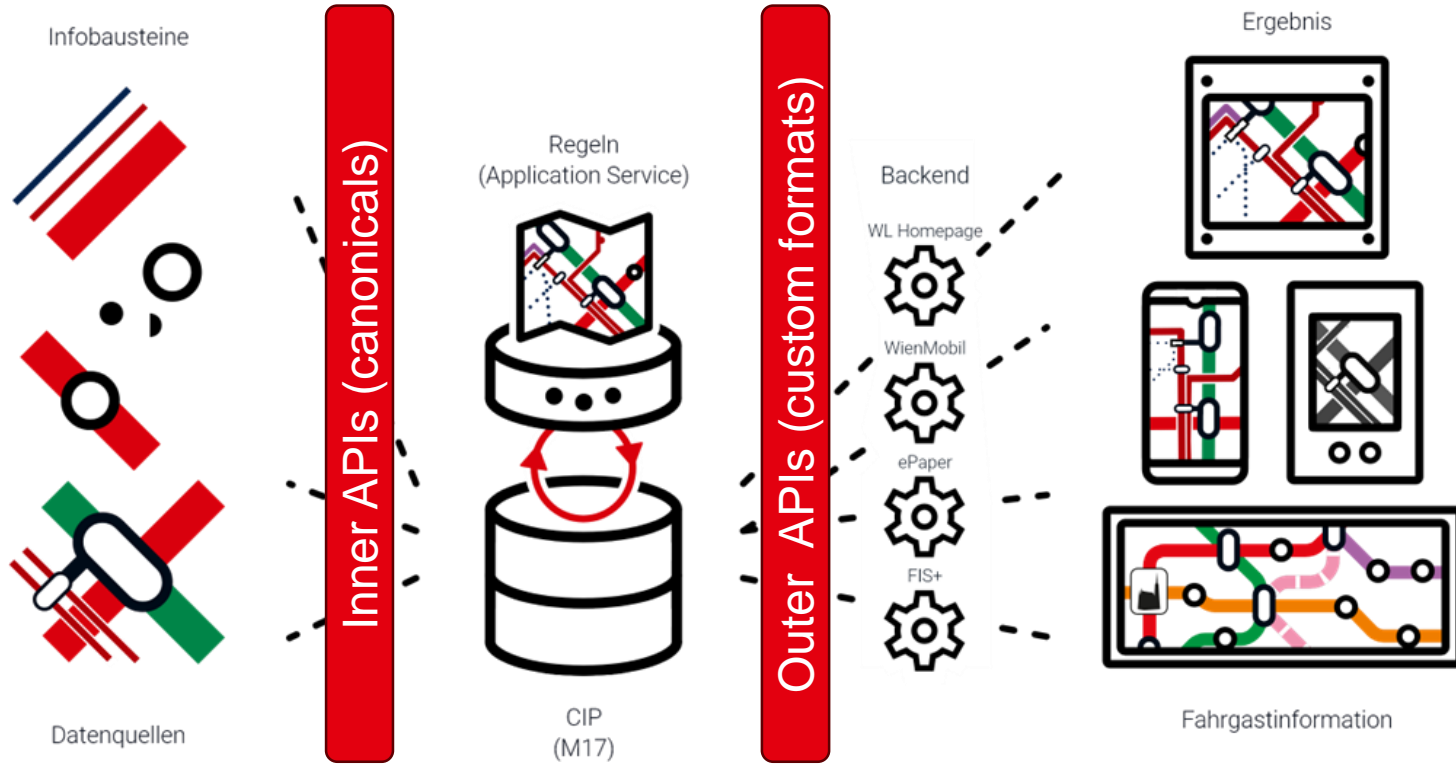 Infobausteine
Datenquellen
Inner APIs (canonicals)
Regeln
(Application Service)
CIP
(M17)
Outer APIs (custom formats)
Backend
WL Homepage
WienMobil
ePaper
FIS+
Ergebnis
Fahrgastinformation